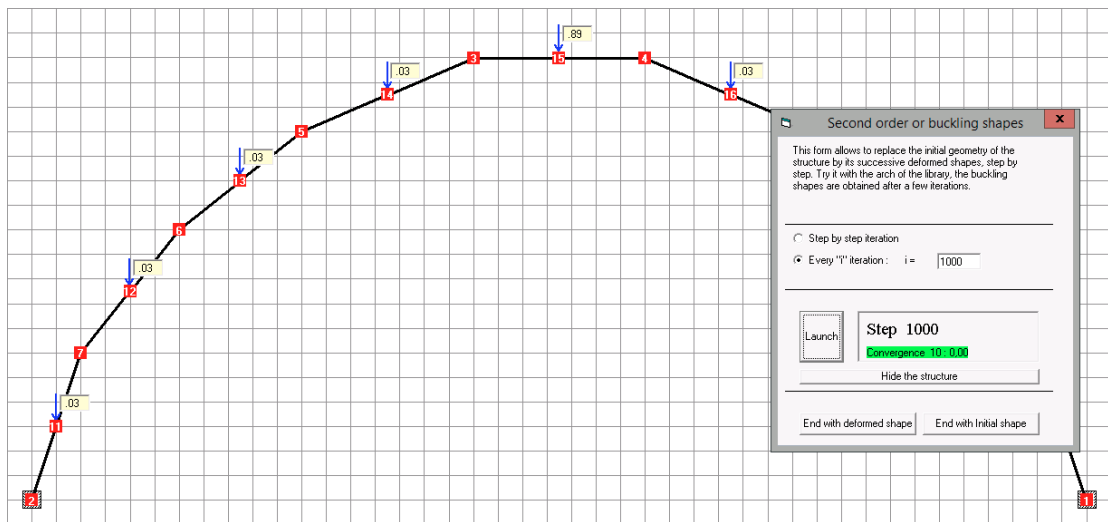 .89
3
15
4
.03
.03
14
16
5
.03
13
6
.03
12
7
.03
11
2
1
Second order or buckling shapes
x
This form allows to replace the initial geometry of the
structure by its successive deformed shapes, step by
step. Try it with the arch of the library, the buckling
shapes are obtained after a few iterations.
Step by step iteration
Every "i" iteration : i = 1000
Launch
Step 1000
Convergence 10 : 0,00
Hide the structure
End with deformed shape
End with Initial shape